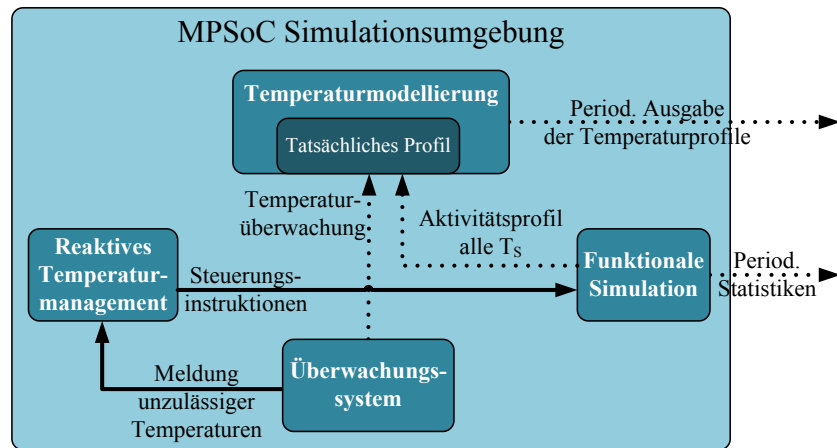 MPSoC Simulationsumgebung
Temperaturmodellierung
Tatsächliches Profil
Period. Ausgabe
der Temperaturprofile
Temperatur-
überwachung
Aktivitätsprofil
alle TS
Reaktives
Temperatur-
management
Steuerungs-
instruktionen
Funktionale
Simulation
Period.
Statistiken
Meldung
unzulässiger
Temperaturen
Überwachungs-
system